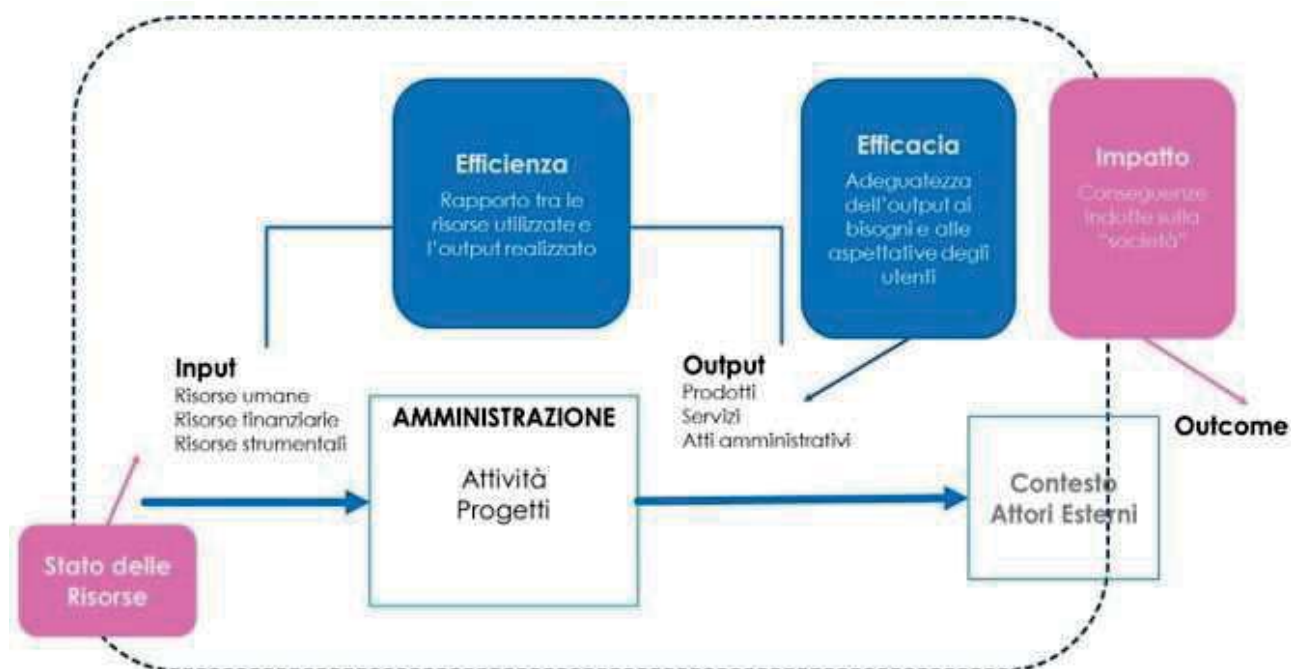 Efficienza
Rapporto tra le
risorse utilizzate e
l'output realizzato
Efficacia
Adeguatezza
dell'output ai
bisogni e alle
aspettative degli
utenti
Impatto
Conseguenze
indotte sulla
"società"
Input
Risorse umane
Risorse finanziarie
Risorse strumentali
AMMINISTRAZIONE
Attività
Progetti
Output
Prodotti
Servizi
Atti amministrativi
Outcome
Contesto
Attori Esterni
Stato delle
Risorse